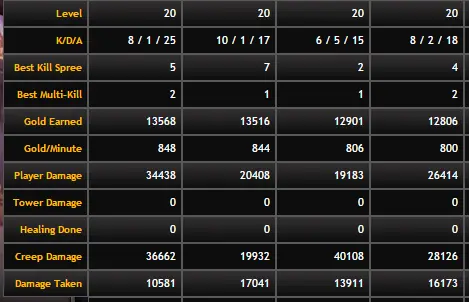 Level 20 20 20 20
K/D/A 8 / 1 / 25 10 / 1 / 17 6 / 5 / 15 8 / 2 / 18
Best Kill Spree 5 7 2 4
Best Multi-Kill 2 1 1 2
Gold Earned 13568 13516 12901 12806
Gold/Minute 848 844 806 800
Player Damage 34438 20408 19183 26414
Tower Damage 0 0 0 0
Healing Done 0 0 0 0
Creep Damage 36662 19932 40108 28126
Damage Taken 10581 17041 13911 16173